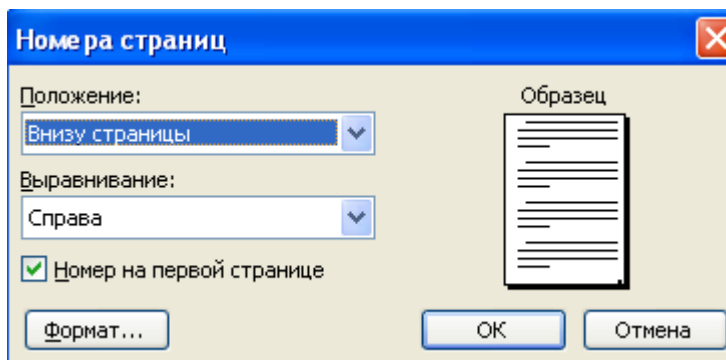 Номера страниц
Положение:
Внизу страницы
Выравнивание:
Справа
Номер на первой странице
Формат...
Образец
ОК
Отмена